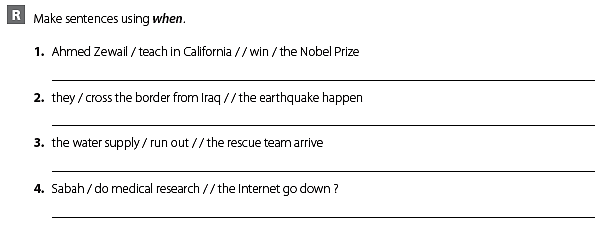 R Make sentences using when.
1. Ahmed Zewail / teach in California // win / the Nobel Prize
2. they / cross the border from Iraq // the earthquake happen
3. the water supply / run out // the rescue team arrive
4. Sabah / do medical research // the Internet go down ?